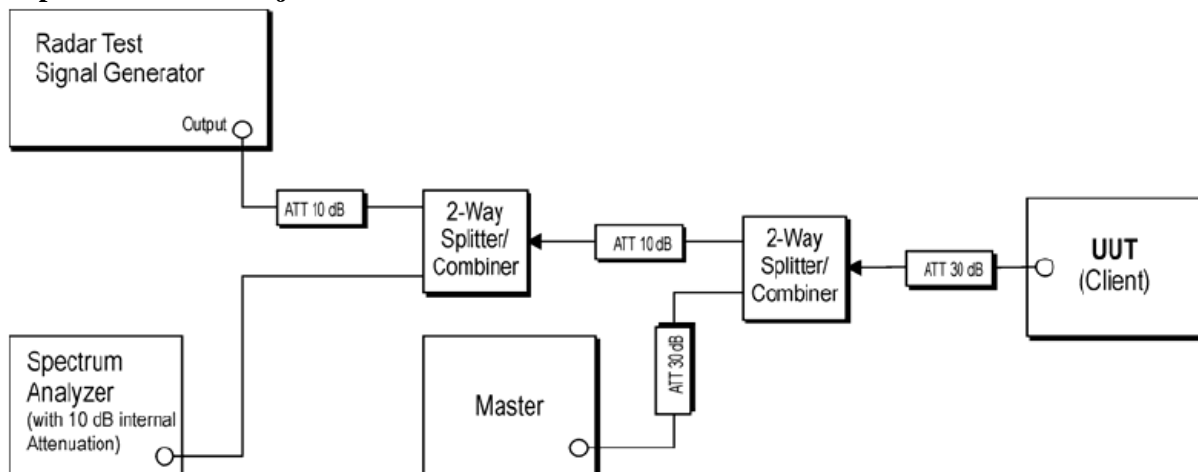 Radar Test
Signal Generator
Output
ATT 10 dB
2-Way
Splitter/
Combiner
ATT 10 dB
2-Way
Splitter/
Combiner
ATT 30 dB
UUT
(Client)
ATT 30 dB
Spectrum
Analyzer
(with 10 dB internal
Attenuation)
Master